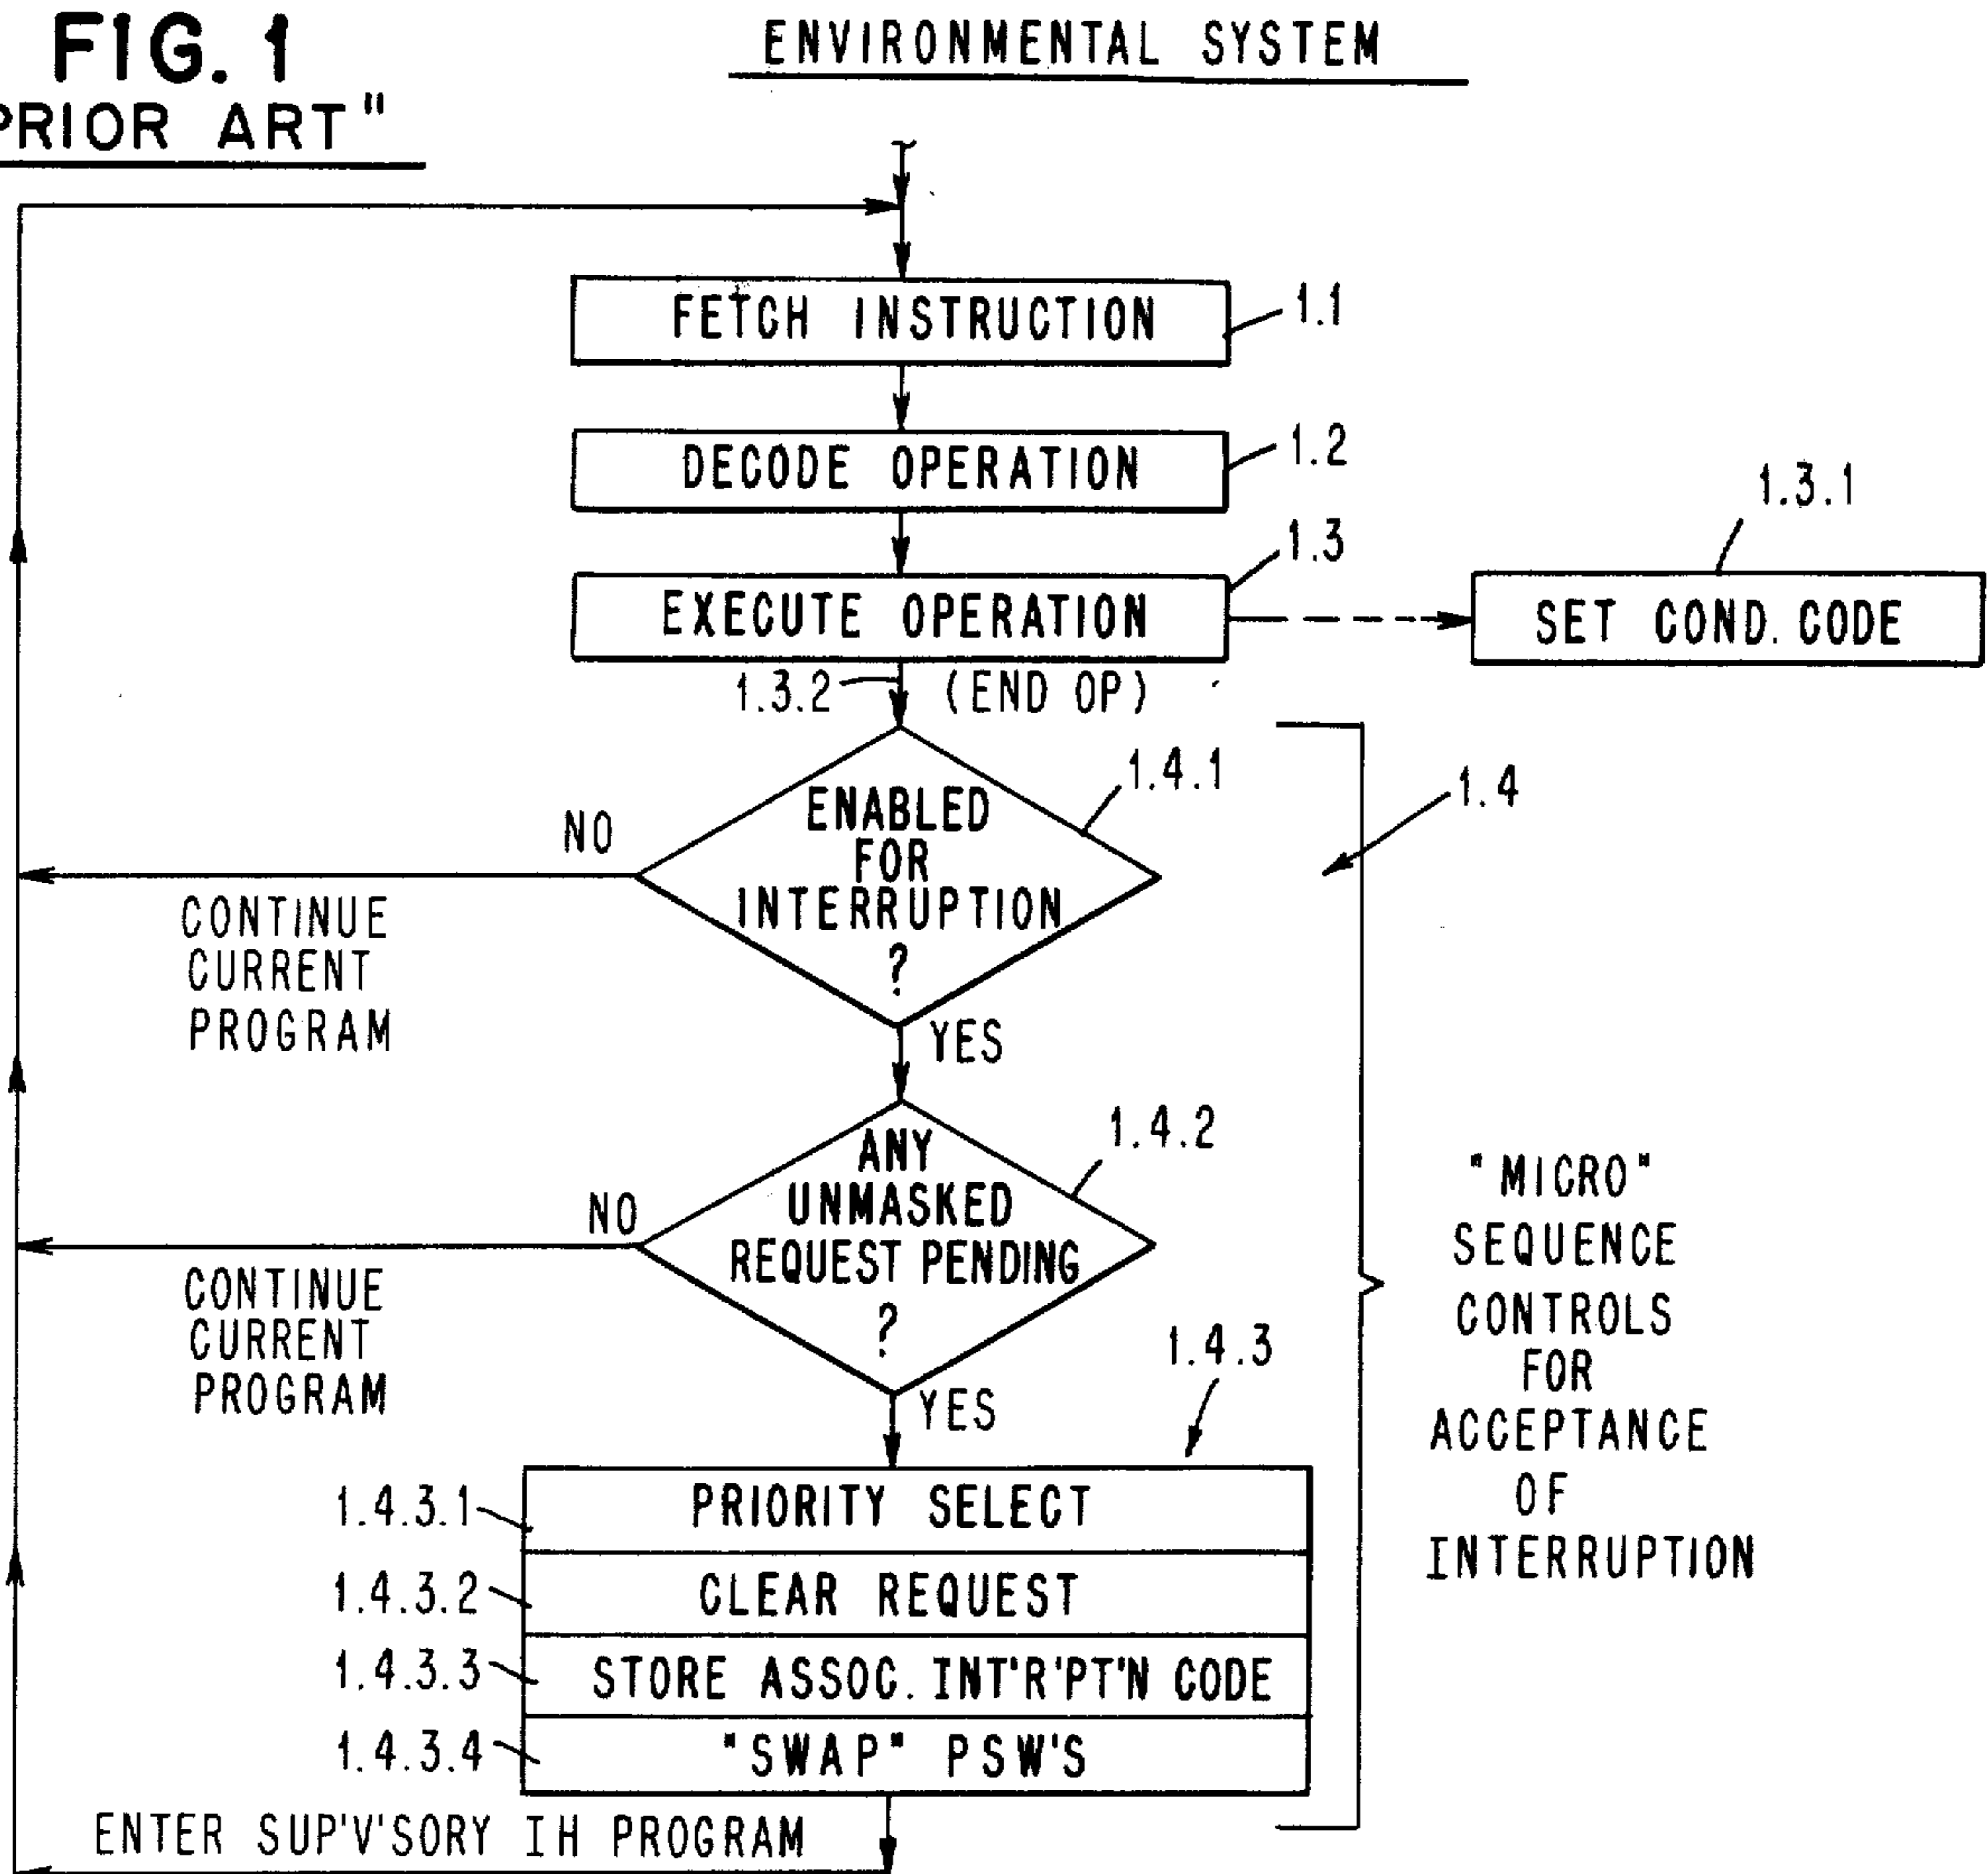 FIG. 1
PRIOR ART"
ENVIRONMENTAL SYSTEM
FETCH INSTRUCTION
1.1
DECODE OPERATION
1.2
EXECUTE OPERATION
1.3
1.3.1
SET COND. CODE
1.3.2
(END OP)
1.4.1
ENABLED
FOR
INTERRUPTION
?
NO
CONTINUE
CURRENT
PROGRAM
YES
1.4
1.4.2
ANY
UNMASKED
REQUEST PENDING
?
NO
CONTINUE
CURRENT
PROGRAM
YES
1.4.3
"MICRO"
SEQUENCE
CONTROLS
FOR
ACCEPTANCE
OF
INTERRUPTION
1.4.3.1
PRIORITY SELECT
1.4.3.2
CLEAR REQUEST
1.4.3.3
STORE ASSOC. INT'R'PT'N CODE
1.4.3.4
"SWAP" PSW'S
ENTER SUP'V'SORY IH PROGRAM